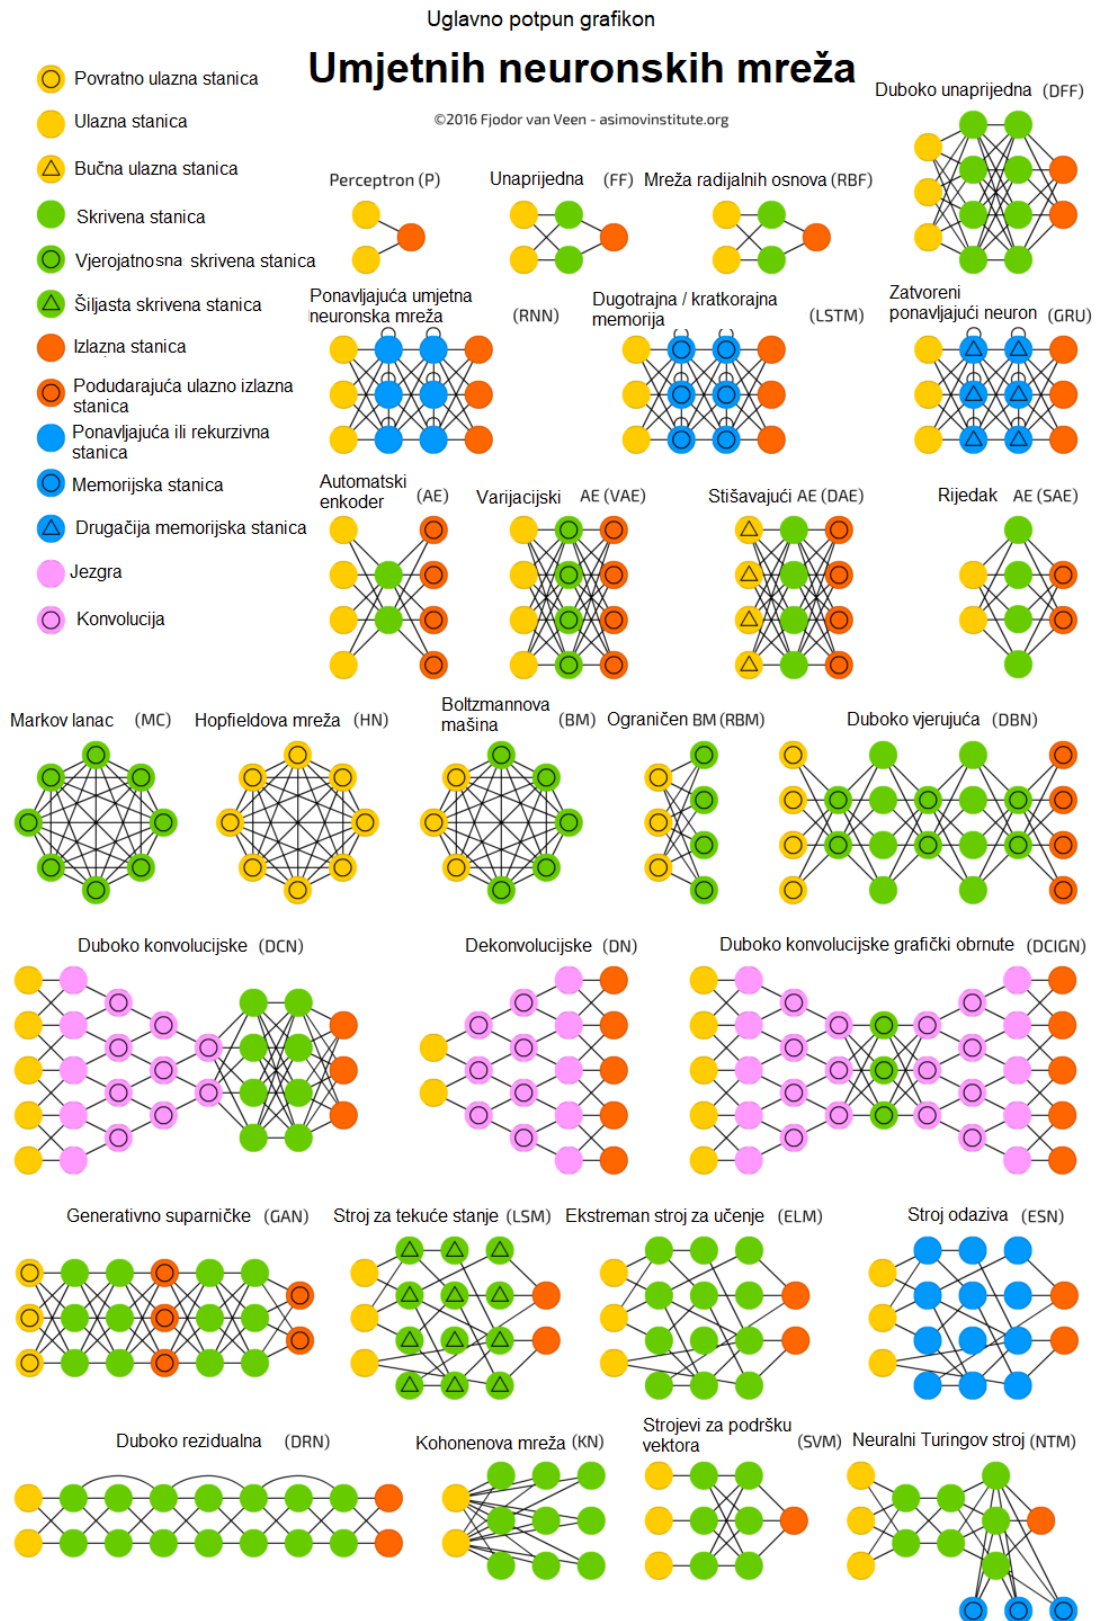 Uglavno potpun grafikon
Umjetnih neuronskih mreža
©2016 Fjodor van Veen - asimovinstitute.org
Povratno ulazna stanica
Ulazna stanica
Bučna ulazna stanica
Skrivena stanica
Vjerojatnosna skrivena stanica
Šiljasta skrivena stanica
Izlazna stanica
Podudarajuća ulazno izlazna
stanica
Ponavljajuća ili rekurzivna
stanica
Memorijska stanica
Drugačija memorijska stanica
Jezgra
Konvolucija
Duboko unaprijedna (DFF)
Perceptron (P)
Unaprijedna (FF)
Mreža radijalnih osnova (RBF)
Ponavljajuća umjetna
neuronska mreža (RNN)
Dugotrajna / kratkorajna
memorija (LSTM)
Zatvoreni
ponavljajući neuron (GRU)
Automatski
enkoder (AE)
Varijacijski AE (VAE)
Stišavajući AE (DAE)
Rijedak AE (SAE)
Markov lanac (MC)
Hopfieldova mreža (HN)
Boltzmannova
mašina (BM)
Ograničen BM (RBM)
Duboko vjerujuća (DBN)
Duboko konvolucijske (DCN)
Dekonvolucijske (DN)
Duboko konvolucijske grafički obrnute (DCIGN)
Generativno suparničke (GAN)
Stroj za tekuće stanje (LSM)
Ekstreman stroj za učenje (ELM)
Stroj odaziva (ESN)
Duboko rezidualna (DRN)
Kohonenova mreža (KN)
Strojevi za podršku
vektora (SVM)
Neuralni Turingov stroj (NTM)